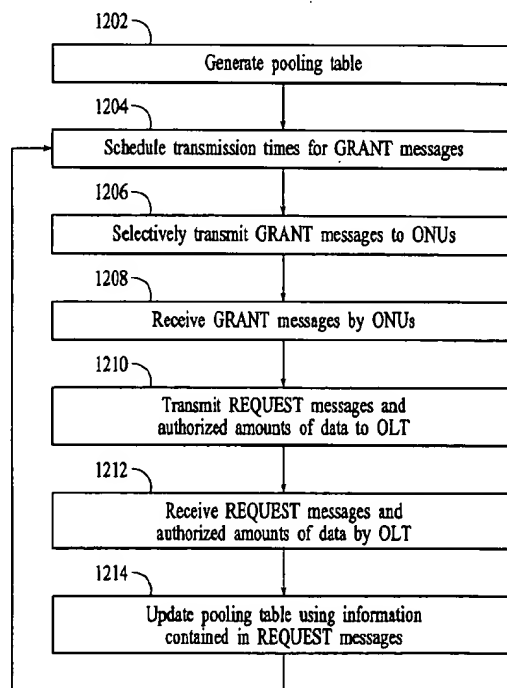 1202
Generate pooling table
1204
Schedule transmission times for GRANT messages
1206
Selectively transmit GRANT messages to ONUs
1208
Receive GRANT messages by ONUs
1210
Transmit REQUEST messages and
authorized amounts of data to OLT
1212
Receive REQUEST messages and
authorized amounts of data by OLT
1214
Update pooling table using information
contained in REQUEST messages